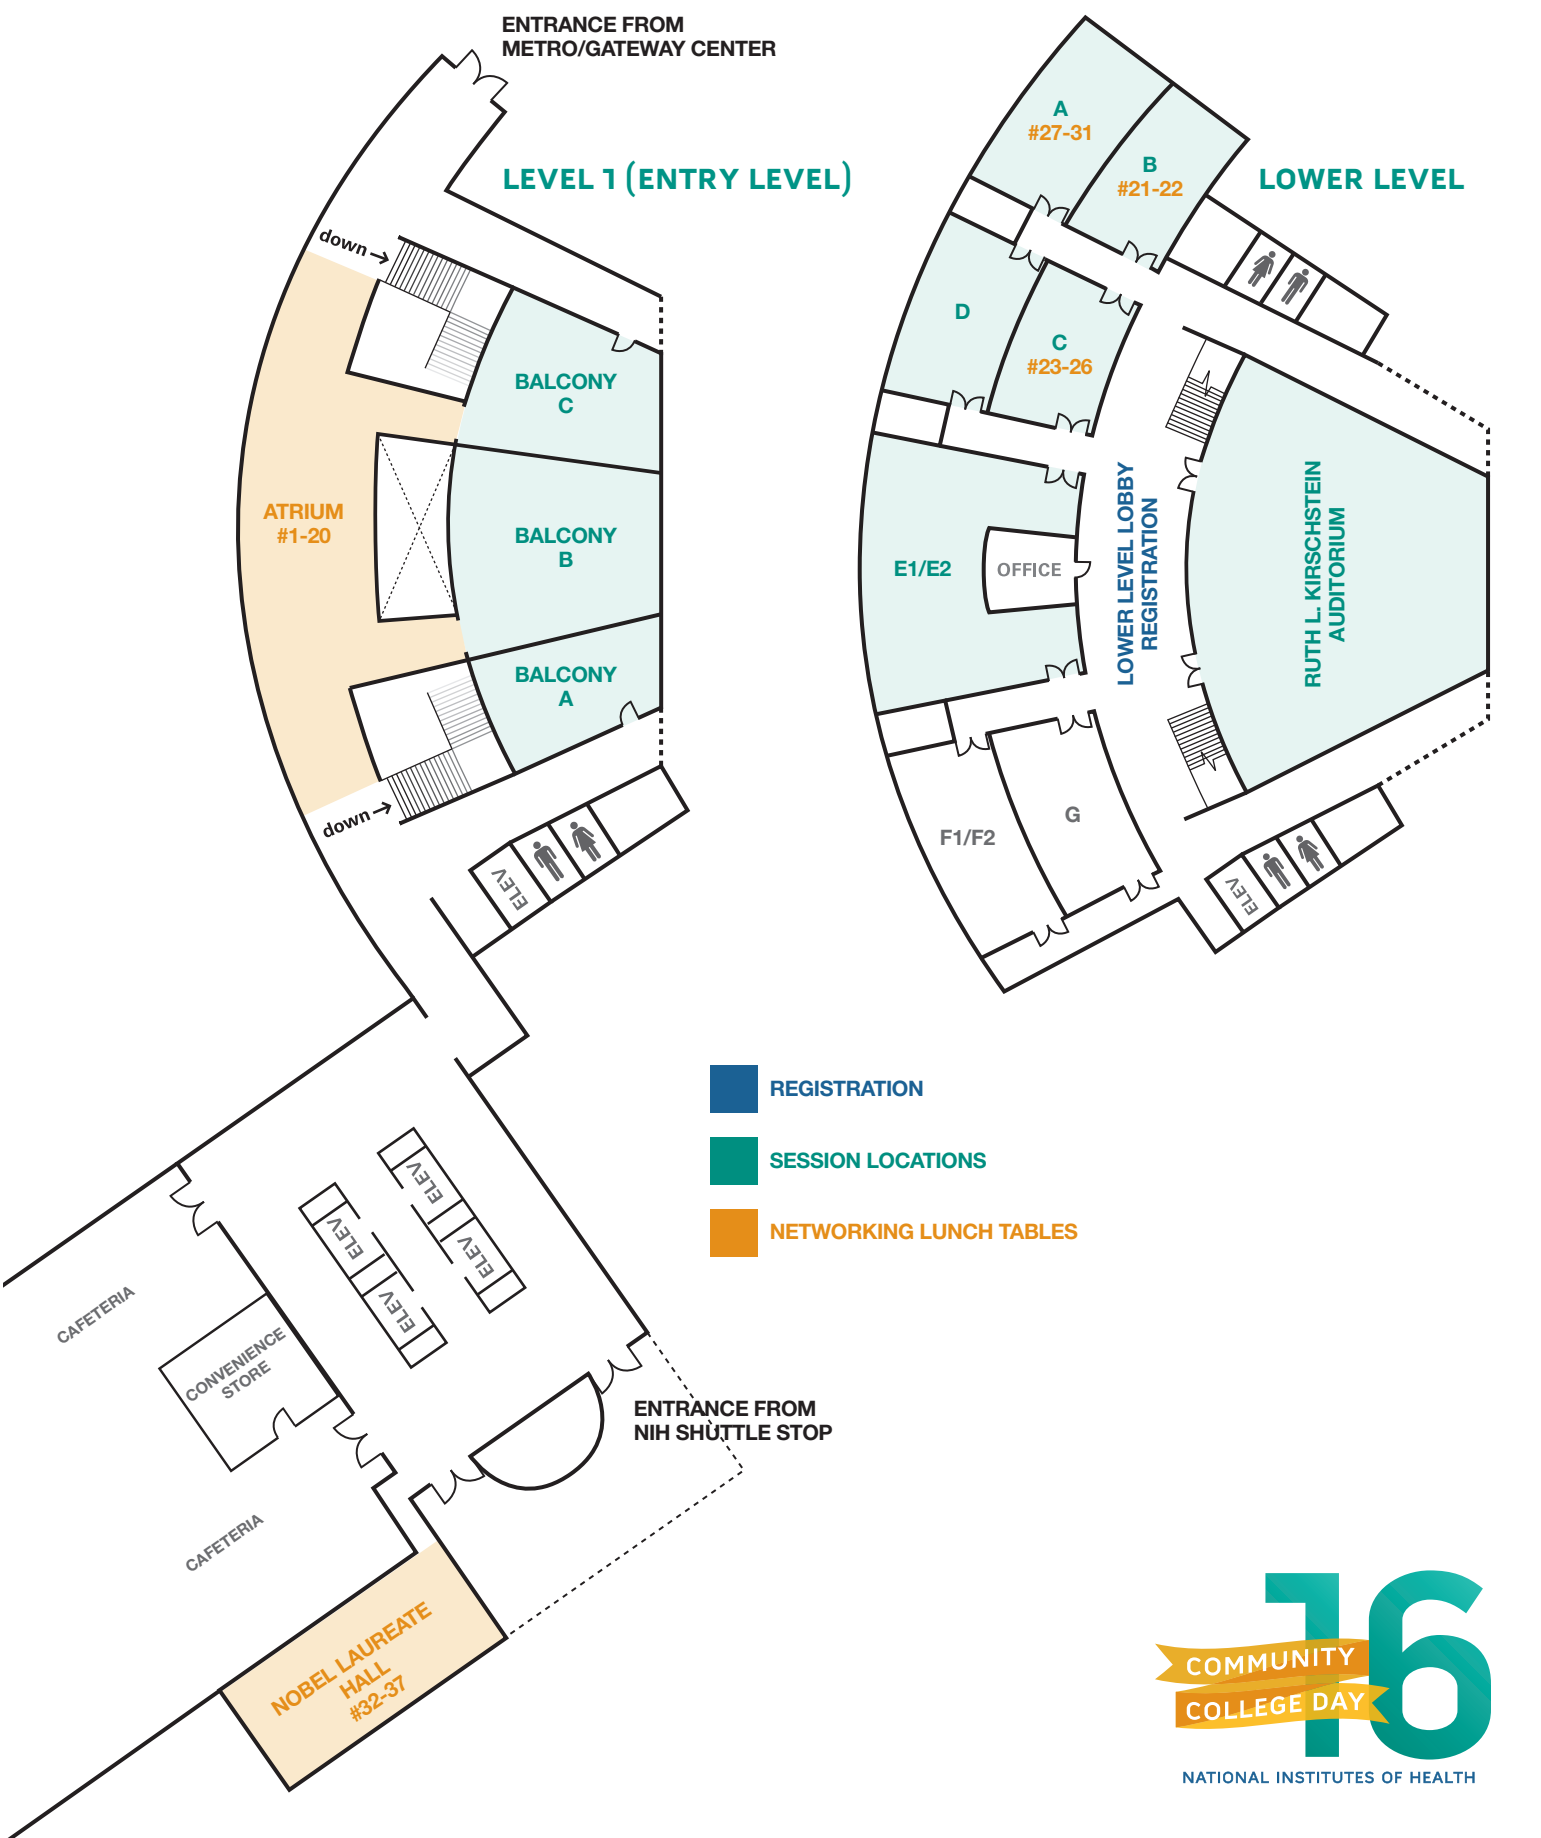 ENTRANCE FROM
METRO/GATEWAY CENTER
LEVEL 1 (ENTRY LEVEL)
down
BALCONY
C
ATRIUM
#1-20
BALCONY
B
BALCONY
A
down
ELEV
ELEV
ELEV
ELEV
ELEV
CAFETERIA
CONVENIENCE
STORE
ENTRANCE FROM
NIH SHUTTLE STOP
CAFETERIA
NOBEL LAUREATE
HALL
#32-37
LOWER LEVEL
A
#27-31
B
#21-22
D
C
#23-26
E1/E2
OFFICE
LOWER LEVEL LOBBY
REGISTRATION
RUTH L. KIRSCHSTEIN
AUDITORIUM
F1/F2
G
ELEV
REGISTRATION
SESSION LOCATIONS
NETWORKING LUNCH TABLES
16
COMMUNITY
COLLEGE DAY
NATIONAL INSTITUTES OF HEALTH